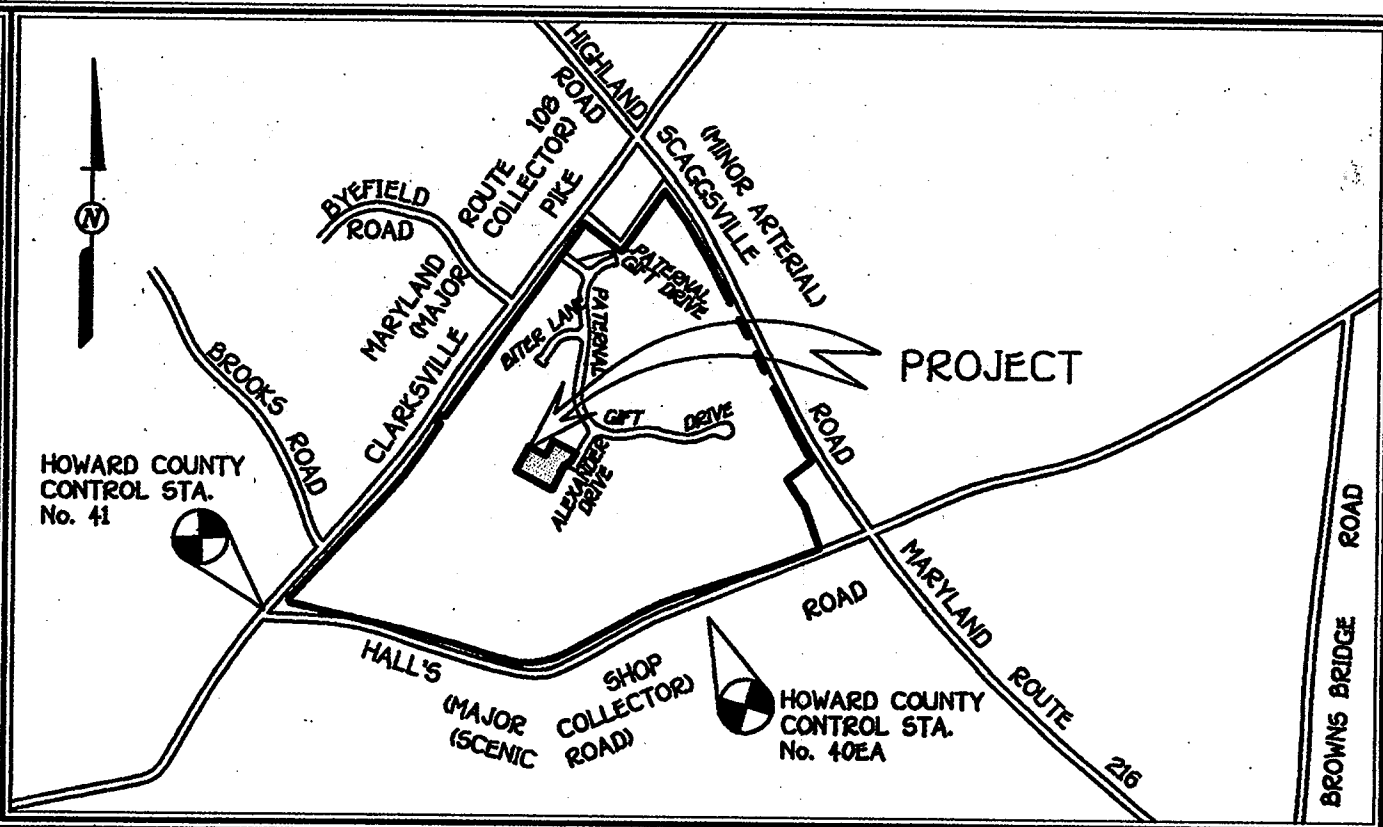 HIGHLAND
ROAD
MARYLAND ROUTE 108
(MAJOR COLLECTOR)
CLARKSVILLE PIKE
BYEFIELD
ROAD
N
BROOKS ROAD
SCAGGSVILLE ROAD
(MINOR ARTERIAL)
PATERNAL
GIFT DRIVE
BITER LANE
PATERNAL GIFT DRIVE
ALEXANDER
DRIVE
PROJECT
HOWARD COUNTY
CONTROL STA.
No. 41
HALL'S SHOP ROAD
(MAJOR COLLECTOR)
(SCENIC ROAD)
HOWARD COUNTY
CONTROL STA.
No. 40EA
MARYLAND ROUTE 216
BROWNS BRIDGE ROAD